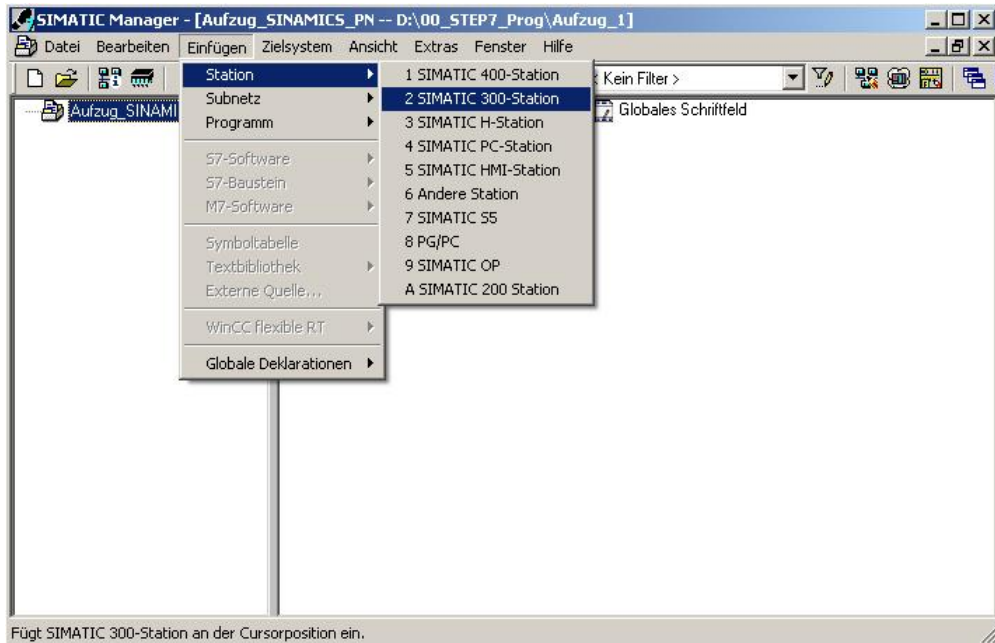 SIMATIC Manager - [Aufzug_SINAMICS_PN -- D:\00_STEP7_Prog\Aufzug_1]
Datei Bearbeiten Einfügen Zielsystem Ansicht Extras Fenster Hilfe
< Kein Filter >
Aufzug_SINAMI
Globales Schriftfeld
Station
Subnetz
Programm
S7-Software
S7-Baustein
M7-Software
Symboltabelle
Textbibliothek
Externe Quelle...
WinCC flexible RT
Globale Deklarationen
1 SIMATIC 400-Station
2 SIMATIC 300-Station
3 SIMATIC H-Station
4 SIMATIC PC-Station
5 SIMATIC HMI-Station
6 Andere Station
7 SIMATIC S5
8 PG/PC
9 SIMATIC OP
A SIMATIC 200 Station
Fügt SIMATIC 300-Station an der Cursorposition ein.